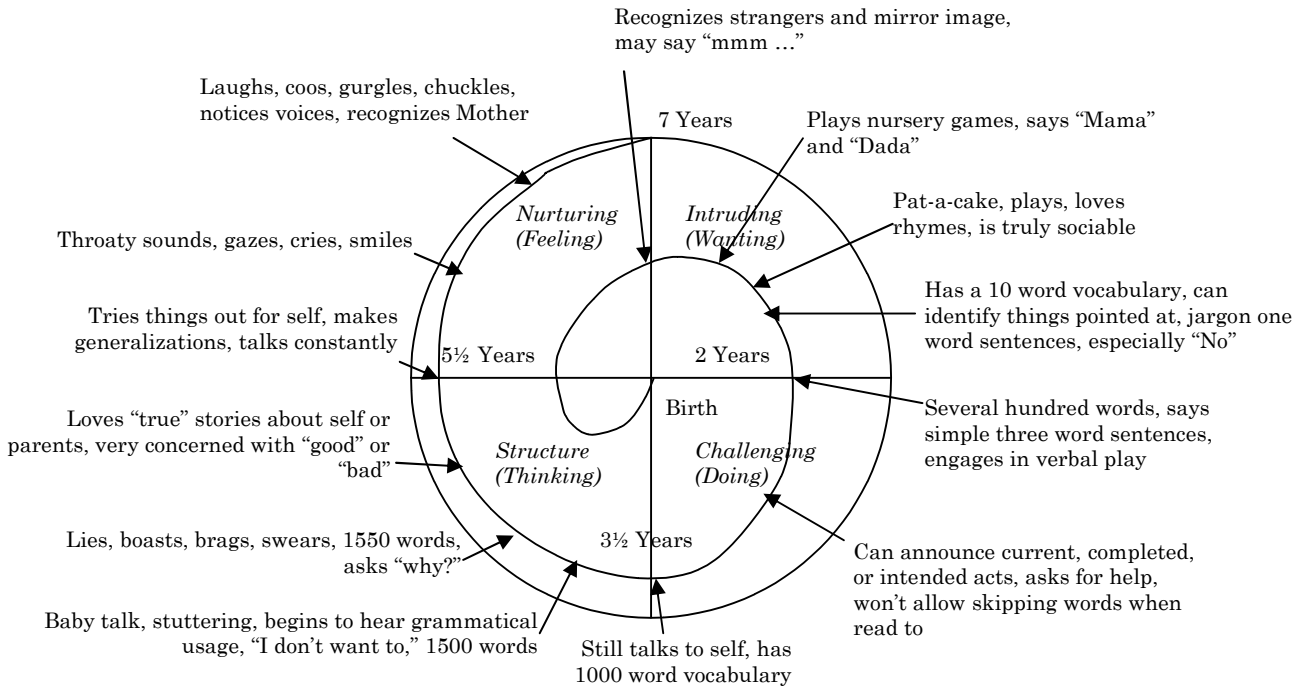 Recognizes strangers and mirror image,
may say “mmm …”
Laughs, coos, gurgles, chuckles,
notices voices, recognizes Mother
7 Years
Plays nursery games, says “Mama”
and “Dada”
Nurturing
(Feeling)
Intruding
(Wanting)
Pat-a-cake, plays, loves
rhymes, is truly sociable
Throaty sounds, gazes, cries, smiles
Has a 10 word vocabulary, can
identify things pointed at, jargon one
word sentences, especially “No”
Tries things out for self, makes
generalizations, talks constantly
5½ Years
2 Years
Birth
Loves “true” stories about self or
parents, very concerned with “good” or
“bad”
Several hundred words, says
simple three word sentences,
engages in verbal play
Structure
(Thinking)
Challenging
(Doing)
Lies, boasts, brags, swears, 1550 words,
asks “why?”
3½ Years
Can announce current, completed,
or intended acts, asks for help,
won’t allow skipping words when
read to
Baby talk, stuttering, begins to hear grammatical
usage, “I don’t want to,” 1500 words
Still talks to self, has
1000 word vocabulary